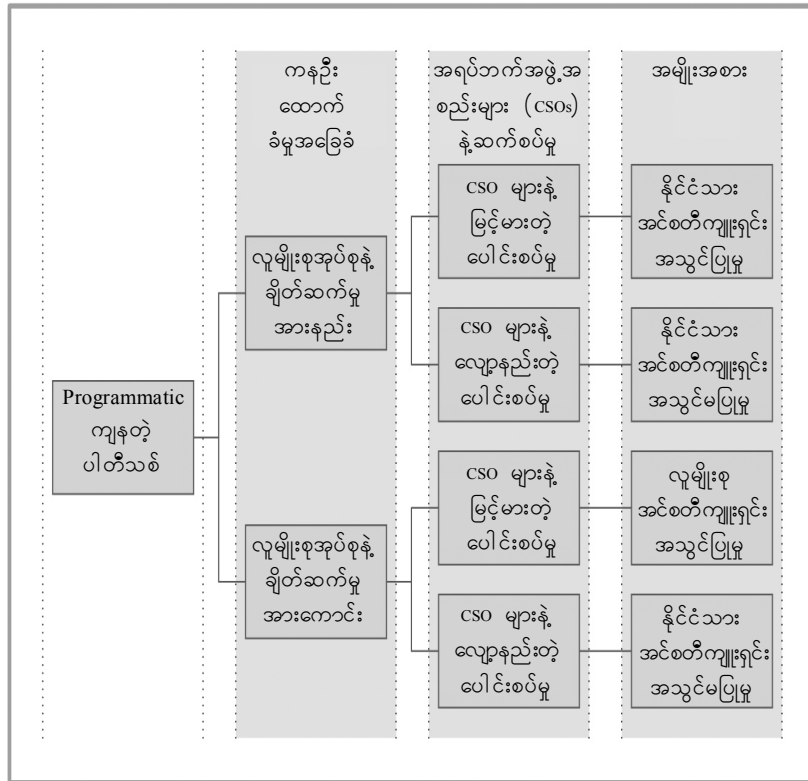 ကနဦး
ထောက်
ခံမှုအခြေခံ
အရပ်ဘက်အဖွဲ့အ
စည်းများ (CSOs)
နဲ့ဆက်စပ်မှု
အမျိုးအစား
Programmatic
ကျနတဲ့
ပါတီသစ်
လူမျိုးစုအုပ်စုနဲ့
ချိတ်ဆက်မှု
အားနည်း
CSO များနဲ့
မြင့်မားတဲ့
ပေါင်းစပ်မှု
နိုင်ငံသား
အင်စတီကျူးရှင်း
အသွင်ပြုမှု
CSO များနဲ့
လျော့နည်းတဲ့
ပေါင်းစပ်မှု
နိုင်ငံသား
အင်စတီကျူးရှင်း
အသွင်မပြုမှု
လူမျိုးစုအုပ်စုနဲ့
ချိတ်ဆက်မှု
အားကောင်း
CSO များနဲ့
မြင့်မားတဲ့
ပေါင်းစပ်မှု
လူမျိုးစု
အင်စတီကျူးရှင်း
အသွင်ပြုမှု
CSO များနဲ့
လျော့နည်းတဲ့
ပေါင်းစပ်မှု
နိုင်ငံသား
အင်စတီကျူးရှင်း
အသွင်မပြုမှု